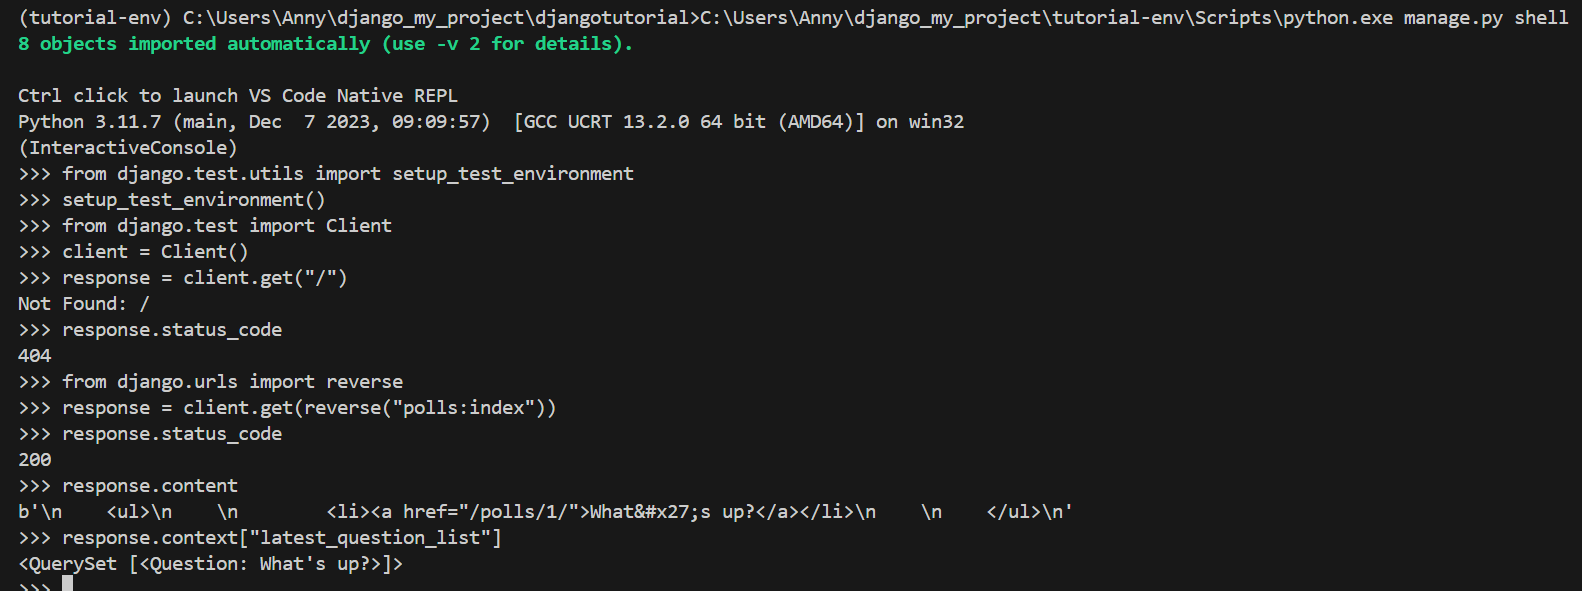 (tutorial-env) C:\Users\Anny\django_my_project\djangotutorial>C:\Users\Anny\django_my_project\tutorial-env\Scripts\python.exe manage.py shell
8 objects imported automatically (use -v 2 for details).
Ctrl click to launch VS Code Native REPL
Python 3.11.7 (main, Dec  7 2023, 09:09:57)  [GCC UCRT 13.2.0 64 bit (AMD64)] on win32
(InteractiveConsole)
>>> from django.test.utils import setup_test_environment
>>> setup_test_environment()
>>> from django.test import Client
>>> client = Client()
>>> response = client.get("/")
Not Found: /
>>> response.status_code
404
>>> from django.urls import reverse
>>> response = client.get(reverse("polls:index"))
>>> response.status_code
200
>>> response.content
b'\n    <ul>\n    \n        <li><a href="/polls/1/">What&#x27;s up?</a></li>\n    \n    </ul>\n'
>>> response.context["latest_question_list"]
<QuerySet [<Question: What's up?>]>
>>>